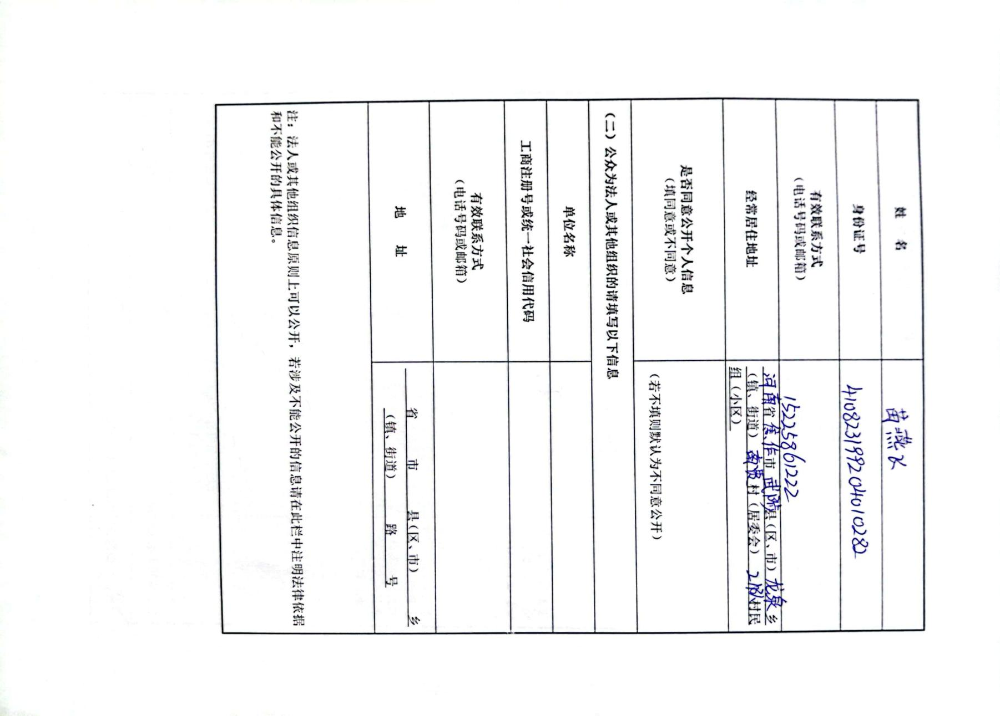 姓 名
苗燕
身份证号
410823199204010282
有效联系方式
（电话号码或邮箱）
15225861222
经常居住地址
河南省焦作市武陟县（区、市）龙泉乡
（镇、街道）南贾村（居委会）2队村民
组（小区）
是否同意公开个人信息
（填同意或不同意）
（若不填则默认为不同意公开）
（二）公众为法人或其他组织的请填写以下信息
单位名称
工商注册号或统一社会信用代码
有效联系方式
（电话号码或邮箱）
地 址
省 市 县（区、市） 乡
（镇、街道） 路 号
注：法人或其他组织信息原则上可以公开，若涉及不能公开的信息请在此栏中注明法律依据
和不能公开的具体信息。